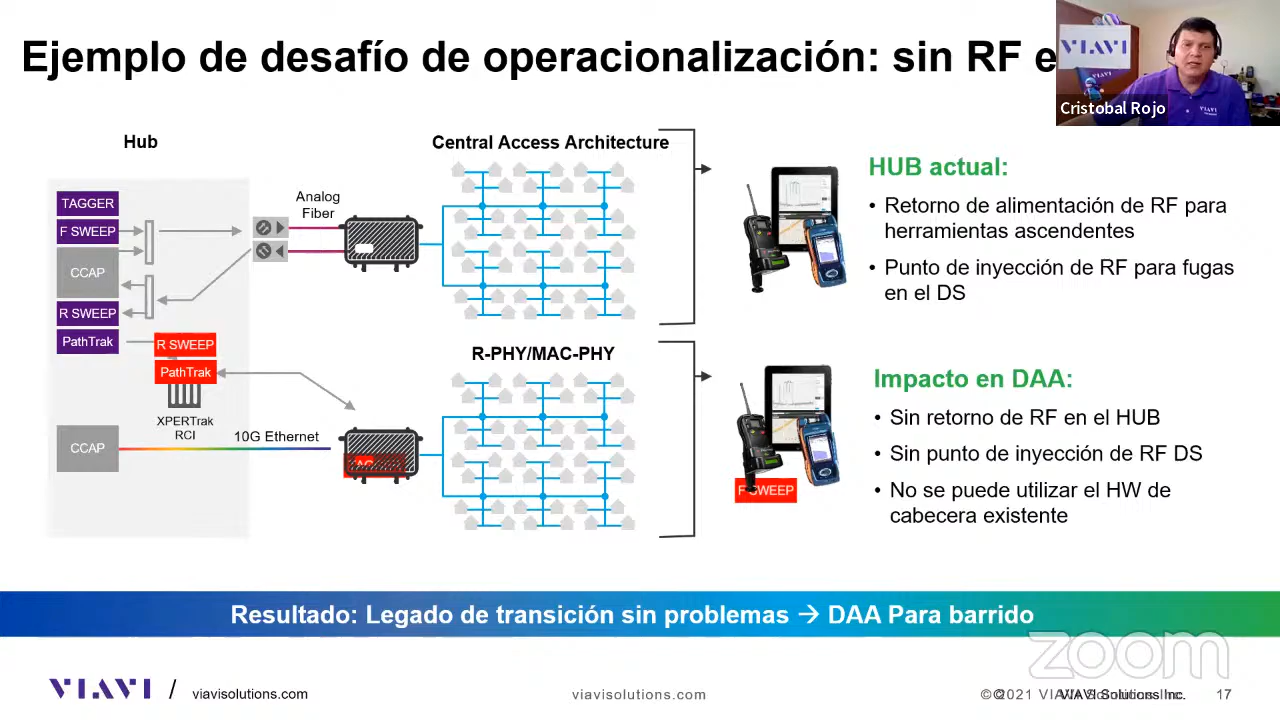 Ejemplo de desafío de operacionalización: sin RF e
VIAVI
VIAVI
Cristobal Rojo
Hub
Central Access Architecture
TAGGER
F SWEEP
CCAP
R SWEEP
PathTrak
Analog
Fiber
HUB actual:
• Retorno de alimentación de RF para
herramientas ascendentes
• Punto de inyección de RF para fugas
en el DS
R SWEEP
PathTrak
XPERTrak
RCI
CCAP
10G Ethernet
R-PHY/MAC-PHY
F SWEEP
Impacto en DAA:
• Sin retorno de RF en el HUB
• Sin punto de inyección de RF DS
• No se puede utilizar el HW de
cabecera existente
Resultado: Legado de transición sin problemas → DAA Para barrido
zoom
VIAVI / viavisolutions.com
viavisolutions.com
© 2021 VIAVI Solutions Inc.
17